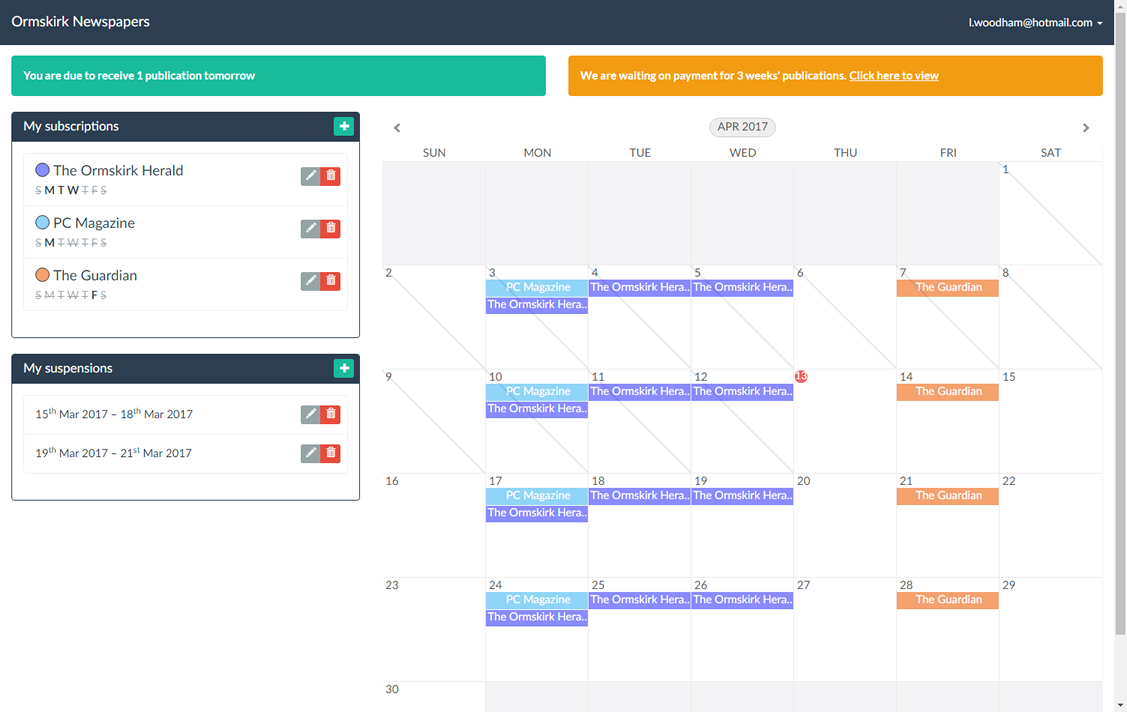 Ormskirk Newspapers
l.woodham@hotmail.com
You are due to receive 1 publication tomorrow
We are waiting on payment for 3 weeks' publications. Click here to view
My subscriptions
The Ormskirk Herald
S M T W T F S
PC Magazine
S M T W T F S
The Guardian
S M T W T F S
My suspensions
15th Mar 2017 – 18th Mar 2017
19th Mar 2017 – 21st Mar 2017
APR 2017
SUN MON TUE WED THU FRI SAT
1
2 3 4 5 6 7 8
PC Magazine The Ormskirk Hera.. The Ormskirk Hera.. The Guardian
The Ormskirk Hera..
9 10 11 12 13 14 15
PC Magazine The Ormskirk Hera.. The Ormskirk Hera.. The Guardian
The Ormskirk Hera..
16 17 18 19 20 21 22
PC Magazine The Ormskirk Hera.. The Ormskirk Hera.. The Guardian
The Ormskirk Hera..
23 24 25 26 27 28 29
PC Magazine The Ormskirk Hera.. The Ormskirk Hera.. The Guardian
The Ormskirk Hera..
30